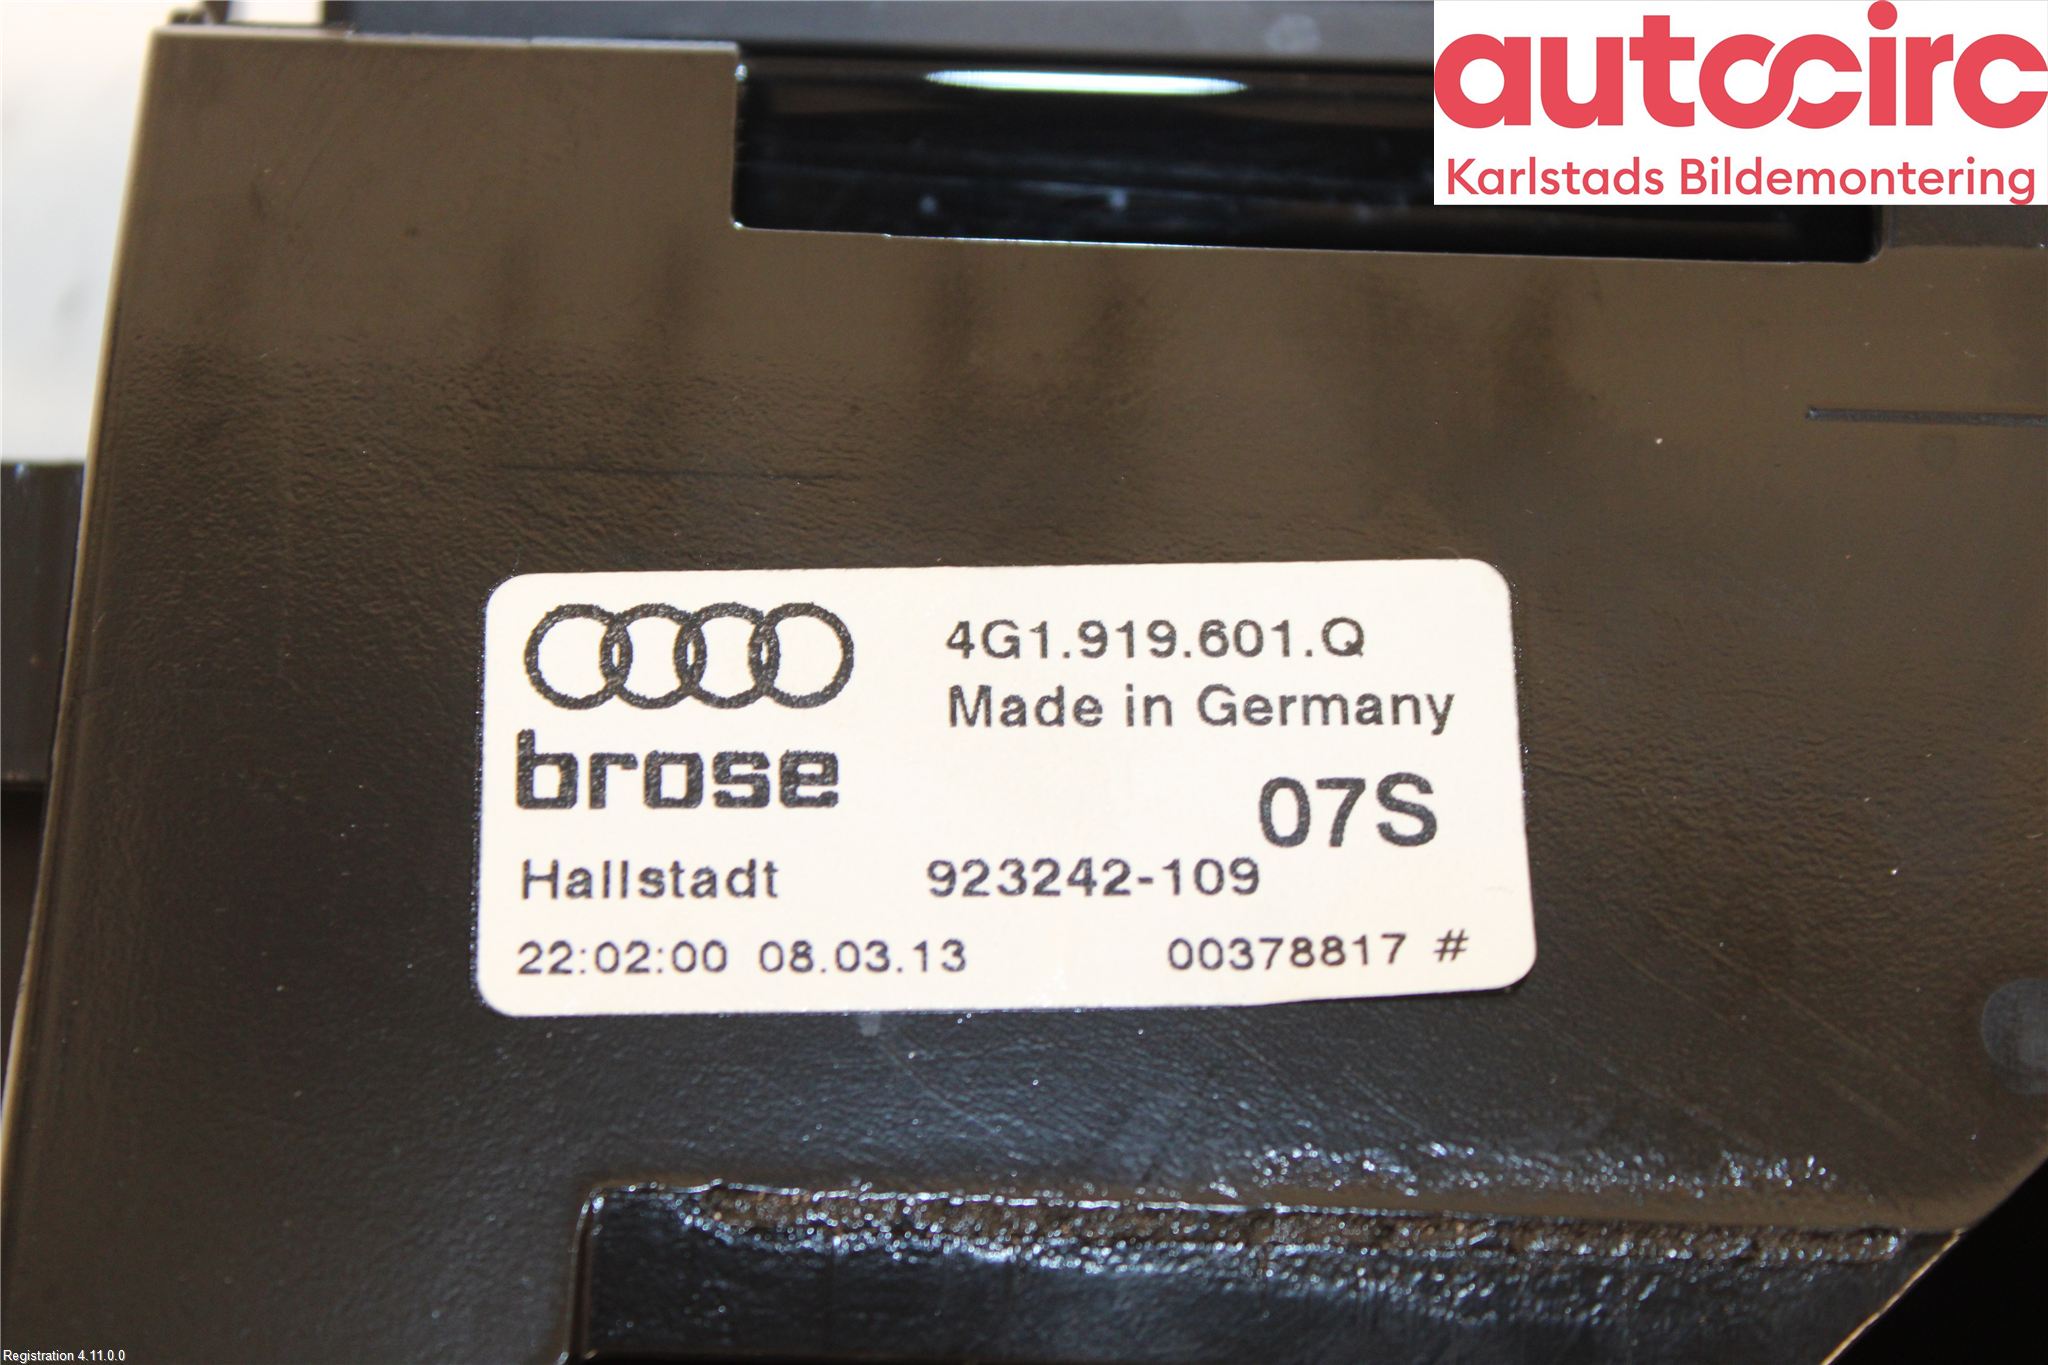 autocirc
Karlstads Bildemontering
4G1.919.601.Q
Made in Germany
brose
07S
Hallstadt 923242-109
22:02:00 08.03.13 00378817 #
Registration 4.11.0.0